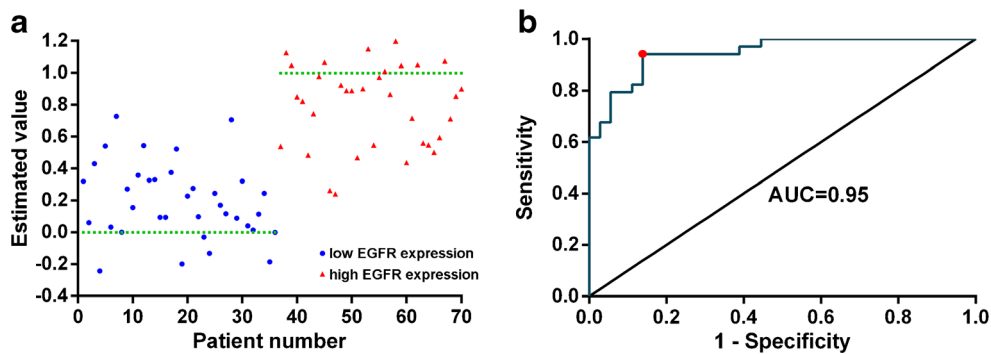 a
Estimated value
1.2
1.0
0.8
0.6
0.4
0.2
0.0
-0.2
-0.4
0 10 20 30 40 50 60 70
Patient number
low EGFR expression
high EGFR expression
b
Sensitivity
1.0
0.8
0.6
0.4
0.2
0.0
0.0 0.2 0.4 0.6 0.8 1.0
1 - Specificity
AUC=0.95